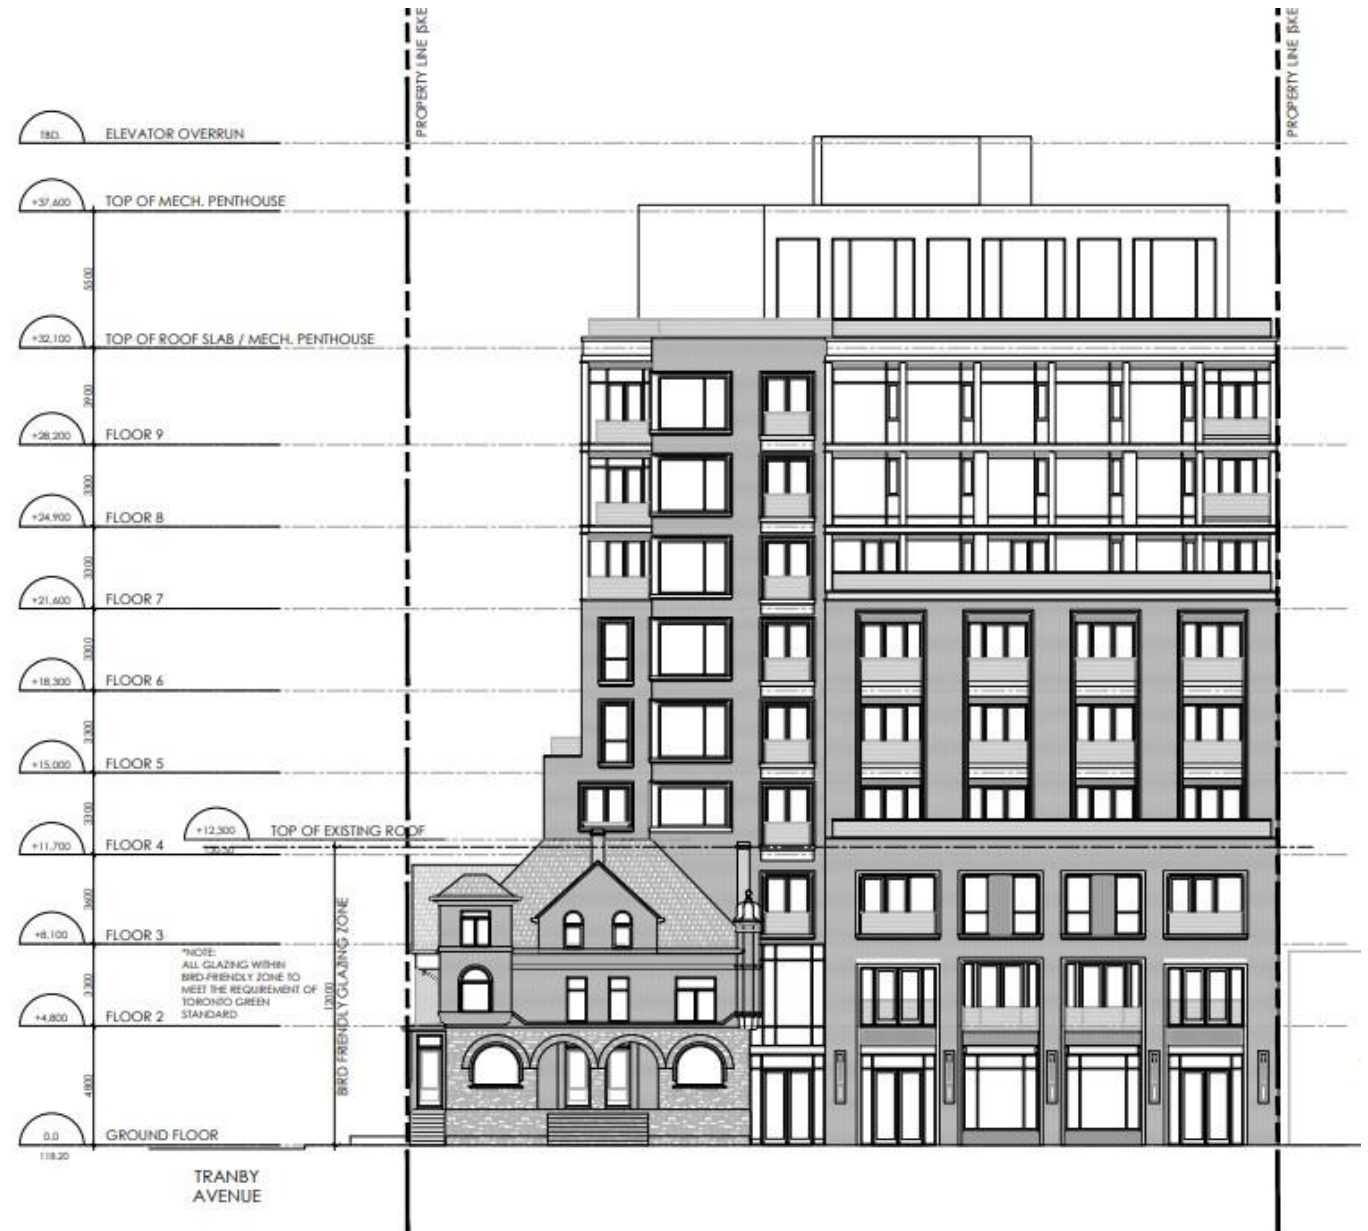 PROPERTY LINE (SKE
PROPERTY LINE (SKE
TBD.
ELEVATOR OVERRUN
+37,600
TOP OF MECH. PENTHOUSE
5500
+32,100
TOP OF ROOF SLAB / MECH. PENTHOUSE
3900
+28,200
FLOOR 9
3300
+24,900
FLOOR 8
3300
+21,600
FLOOR 7
3300
+18,300
FLOOR 6
3300
+15,000
FLOOR 5
3300
+12,300
TOP OF EXISTING ROOF
130.50
+11,700
FLOOR 4
3600
+8,100
FLOOR 3
*NOTE:
ALL GLAZING WITHIN
BIRD-FRIENDLY ZONE TO
MEET THE REQUIREMENT OF
TORONTO GREEN
STANDARD
12000
BIRD FRIENDLY GLAZING ZONE
3300
+4,800
FLOOR 2
4800
0.0
GROUND FLOOR
118.20
TRANBY
AVENUE